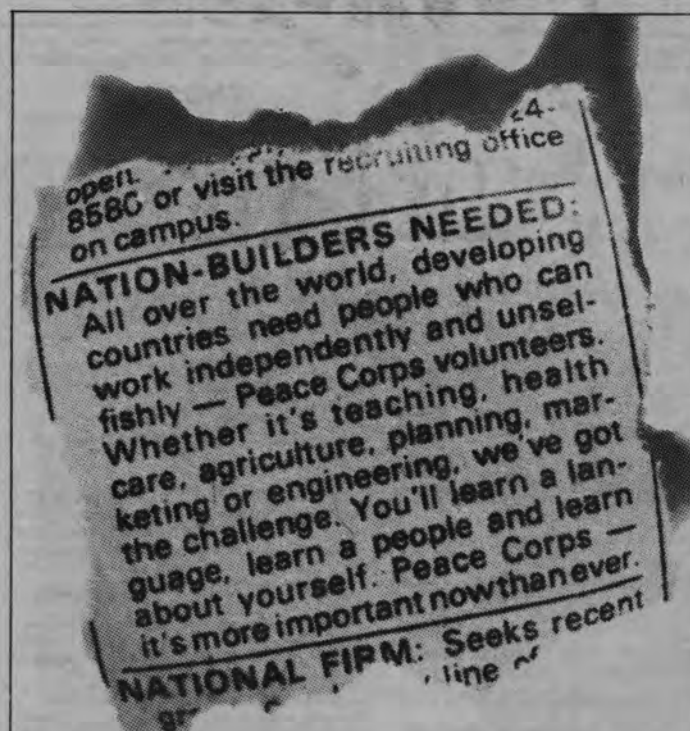 open. 24-
8580 or visit the recruiting office
on campus.
NATION-BUILDERS NEEDED:
All over the world, developing
countries need people who can
work independently and unsel-
fishly — Peace Corps volunteers.
Whether it's teaching, health
care, agriculture, planning, mar-
keting or engineering, we've got
the challenge. You'll learn a lan-
guage, learn a people and learn
about yourself. Peace Corps —
it's more important now than ever.
NATIONAL FIRM: Seeks recent
line of